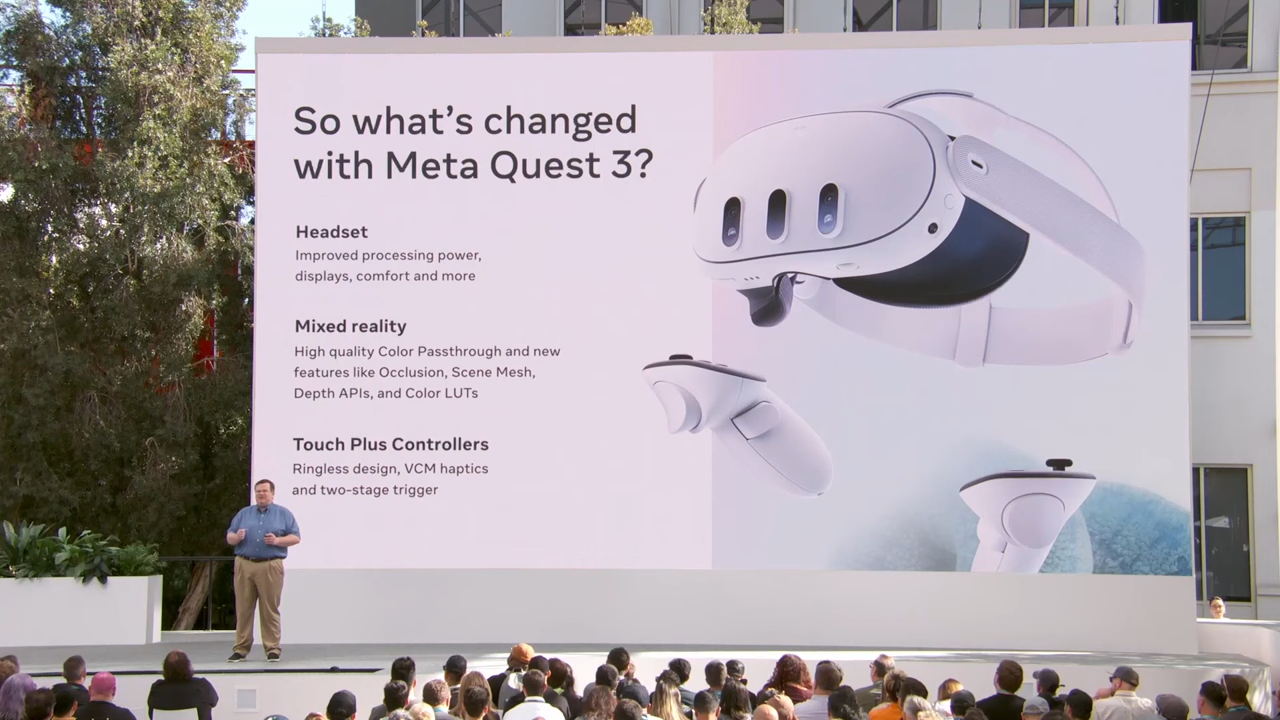 So what's changed
with Meta Quest 3?
Headset
Improved processing power,
displays, comfort and more
Mixed reality
High quality Color Passthrough and new
features like Occlusion, Scene Mesh,
Depth APIs, and Color LUTs
Touch Plus Controllers
Ringless design, VCM haptics
and two-stage trigger